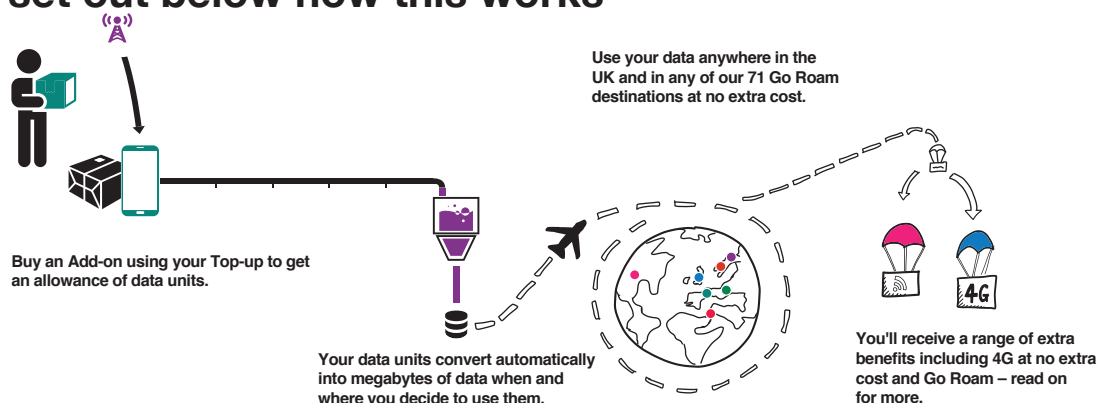 set out below how this works
Use your data anywhere in the
UK and in any of our 71 Go Roam
destinations at no extra cost.
Buy an Add-on using your Top-up to get
an allowance of data units.
4G
Your data units convert automatically
into megabytes of data when and
where you decide to use them.
You'll receive a range of extra
benefits including 4G at no extra
cost and Go Roam – read on
for more.